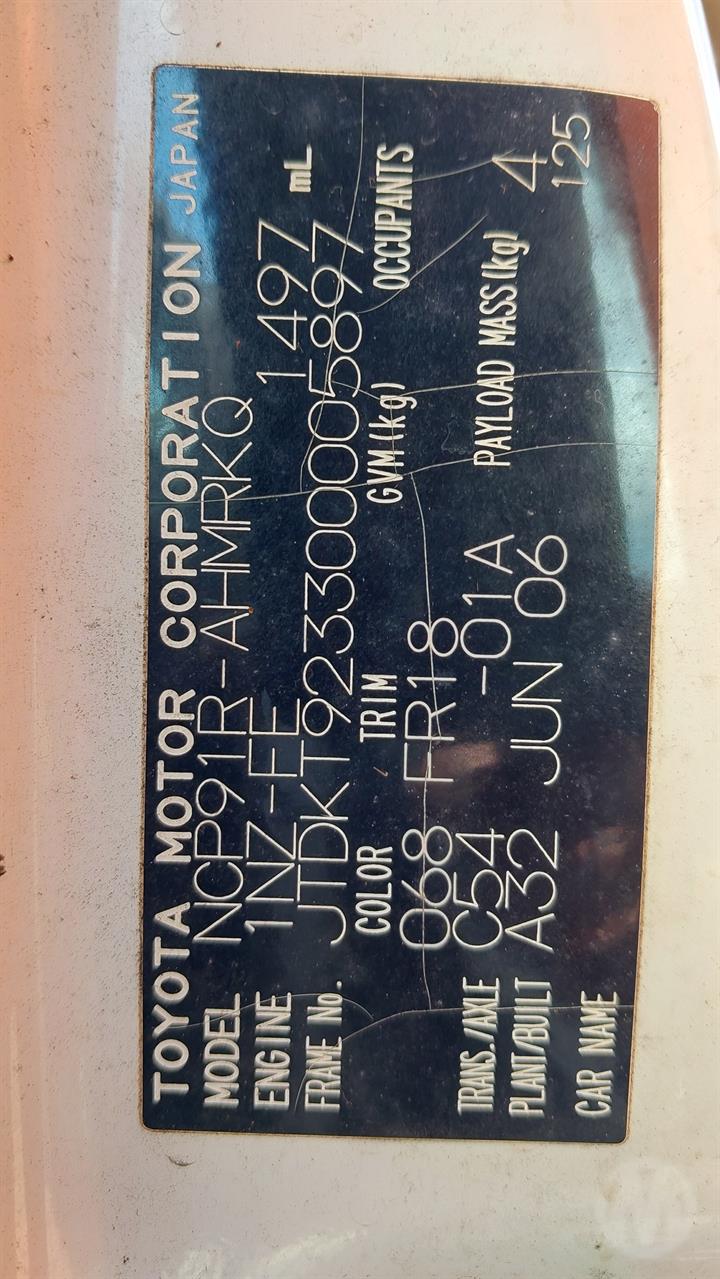 TOYOTA MOTOR CORPORATION JAPAN
MODEL NCP91R-AHMRKQ
ENGINE 1NZ-FE 1497 mL
FRAME No. JTDKT923300005897
COLOR TRIM GVM(kg) OCCUPANTS
068 FR18
TRANS./AXLE C54 -01A PAYLOAD MASS(kg) 4
PLANT/BUILT A32 JUN 06 125
CAR NAME